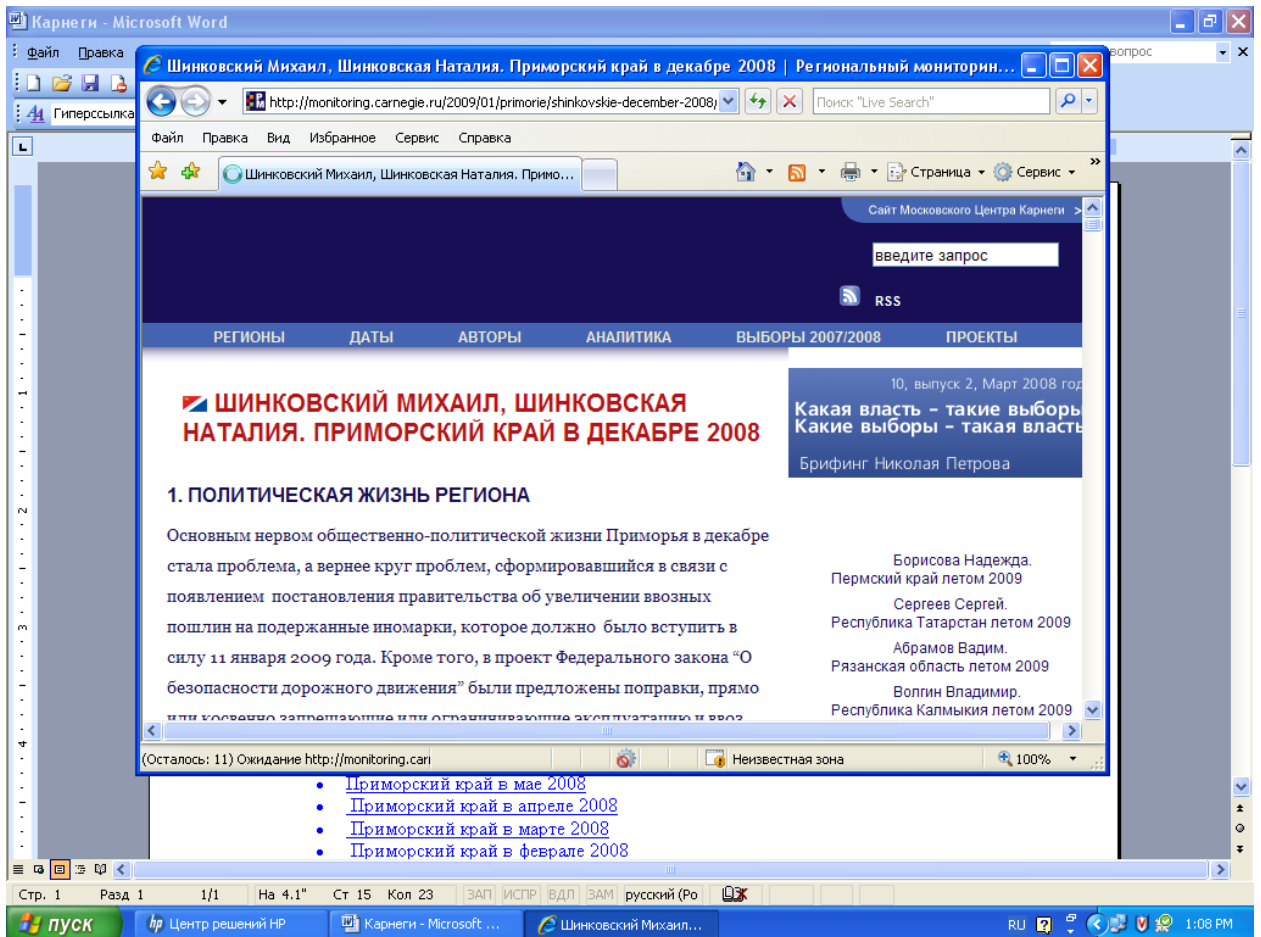 Карнеги - Microsoft Word
Файл Правка
вопрос
Гиперссылка
Шинковский Михаил, Шинковская Наталия. Приморский край в декабре 2008 | Региональный мониторин...
http://monitoring.carnegie.ru/2009/01/primorie/shinkovskie-december-2008/
Поиск "Live Search"
Файл Правка Вид Избранное Сервис Справка
Шинковский Михаил, Шинковская Наталия. Примо...
Страница Сервис »
Сайт Московского Центра Карнеги >
введите запрос
RSS
РЕГИОНЫ ДАТЫ АВТОРЫ АНАЛИТИКА ВЫБОРЫ 2007/2008 ПРОЕКТЫ
ШИНКОВСКИЙ МИХАИЛ, ШИНКОВСКАЯ
НАТАЛИЯ. ПРИМОРСКИЙ КРАЙ В ДЕКАБРЕ 2008
10, выпуск 2, Март 2008 год
Какая власть – такие выборы
Какие выборы – такая власть
Брифинг Николая Петрова
1. ПОЛИТИЧЕСКАЯ ЖИЗНЬ РЕГИОНА
Основным нервом общественно-политической жизни Приморья в декабре
стала проблема, а вернее круг проблем, сформировавшийся в связи с
появлением постановления правительства об увеличении ввозных
пошлин на подержанные иномарки, которое должно было вступить в
силу 11 января 2009 года. Кроме того, в проект Федерального закона “О
безопасности дорожного движения” были предложены поправки, прямо
или косвенно запрещающие или ограничивающие эксплуатацию и ввоз
Борисова Надежда.
Пермский край летом 2009
Сергеев Сергей.
Республика Татарстан летом 2009
Абрамов Вадим.
Рязанская область летом 2009
Волгин Владимир.
Республика Калмыкия летом 2009
(Осталось: 11) Ожидание http://monitoring.carn
Неизвестная зона
100%
Приморский край в мае 2008
Приморский край в апреле 2008
Приморский край в марте 2008
Приморский край в феврале 2008
Стр. 1 Разд 1 1/1 На 4.1" Ст 15 Кол 23 ЗАП ИСПР ВДЛ ЗАМ русский (Ро
пуск
Центр решений HP
Карнеги - Microsoft ...
Шинковский Михаил...
RU
1:08 PM